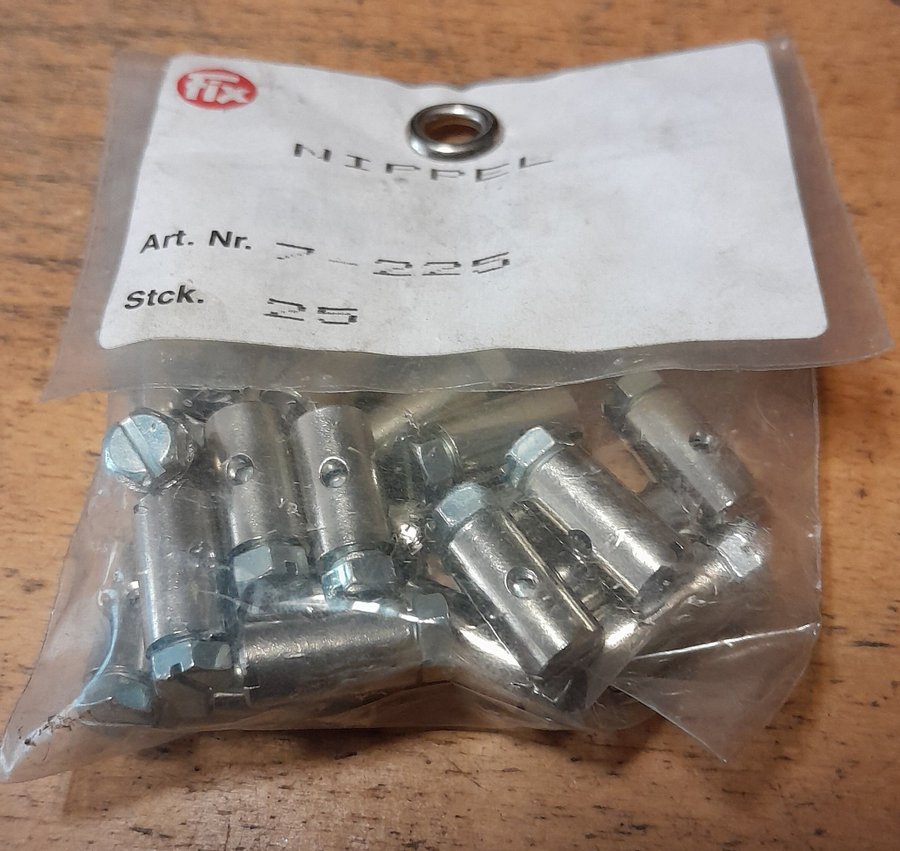 fix
NIPPEL
Art. Nr. 7-225
Stck. 25